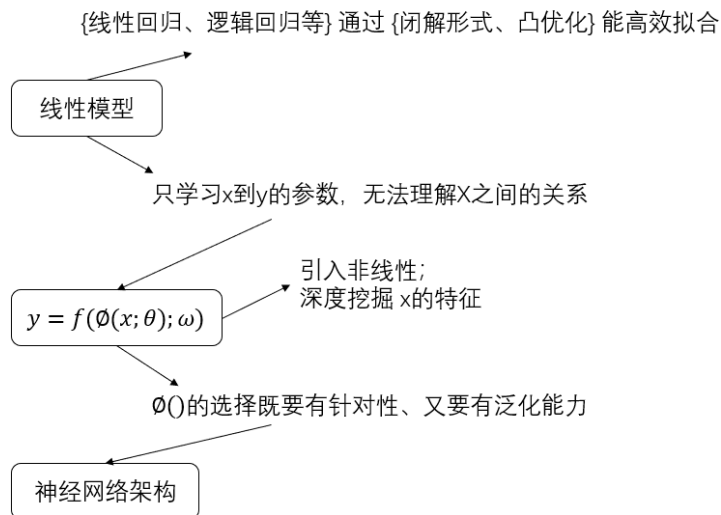 {线性回归、逻辑回归等} 通过 {闭解形式、凸优化} 能高效拟合
线性模型
只学习x到y的参数，无法理解X之间的关系
引入非线性；
深度挖掘 x的特征
y = f(∅(x; θ); ω)
∅()的选择既要有针对性、又要有泛化能力
神经网络架构